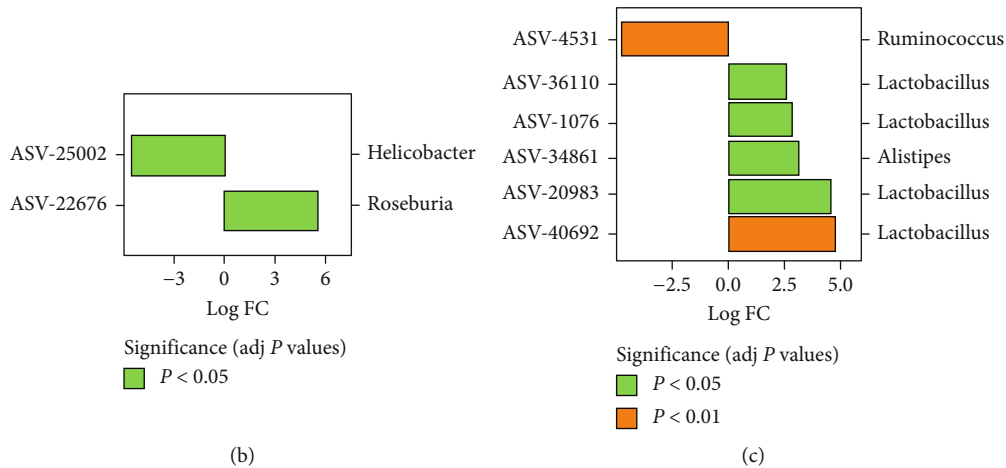 ASV-25002
Helicobacter
ASV-22676
Roseburia
−3 0 3 6
Log FC
Significance (adj P values)
P < 0.05
(b)
ASV-4531
Ruminococcus
ASV-36110
Lactobacillus
ASV-1076
Lactobacillus
ASV-34861
Alistipes
ASV-20983
Lactobacillus
ASV-40692
Lactobacillus
−2.5 0.0 2.5 5.0
Log FC
Significance (adj P values)
P < 0.05
P < 0.01
(c)